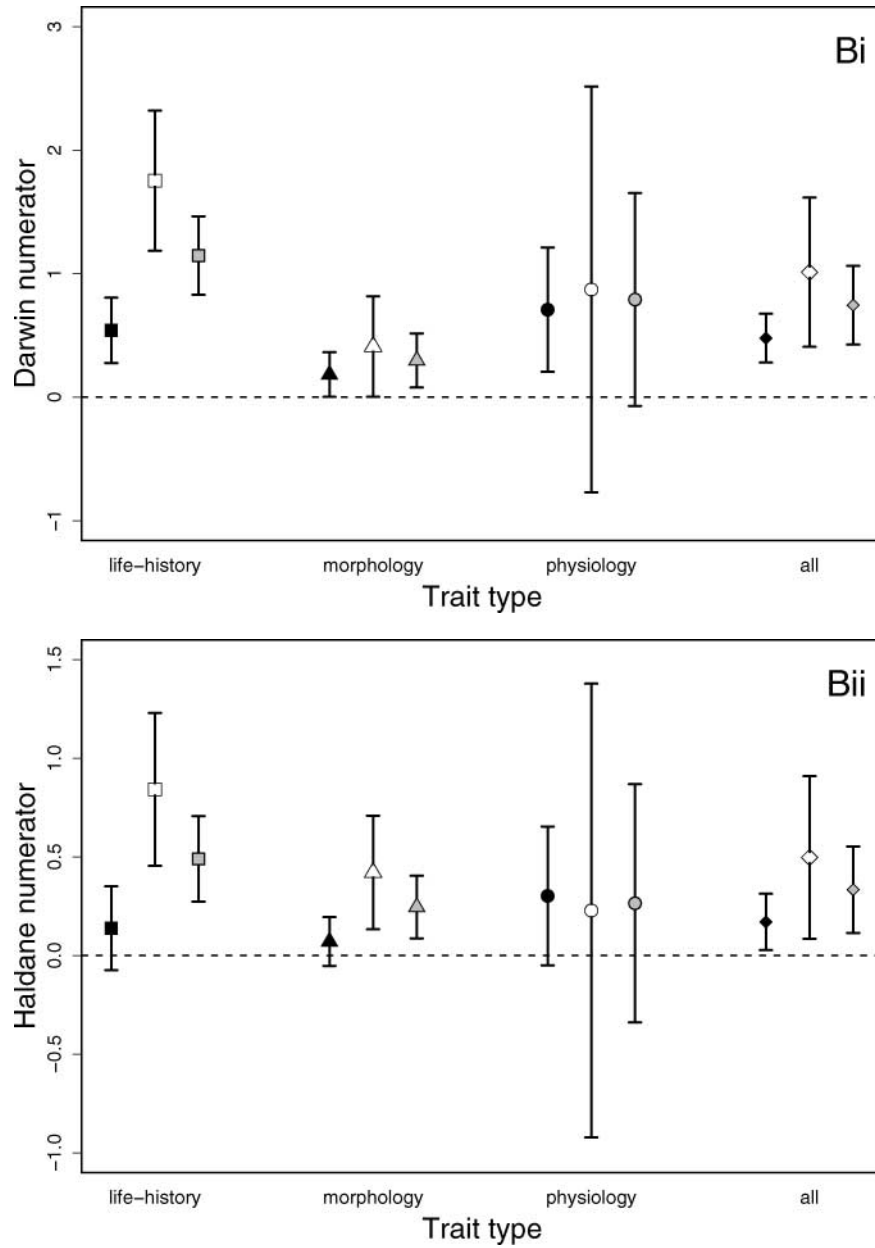 Bi
Darwin numerator
3
2
1
0
−1
life−history morphology physiology all
Trait type
Bii
Haldane numerator
1.5
1.0
0.5
0.0
−0.5
−1.0
life−history morphology physiology all
Trait type